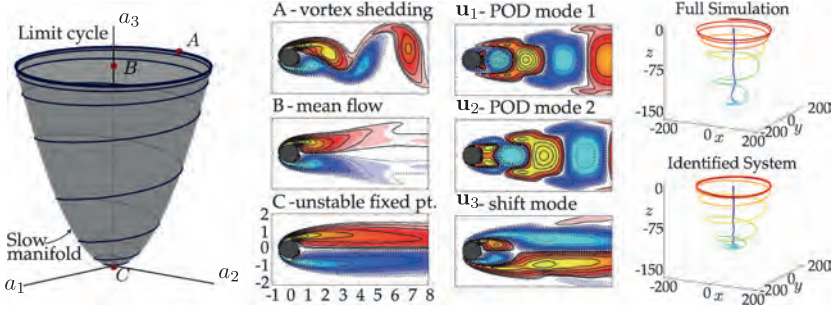 a₃
Limit cycle
A
B
Slow
manifold
C
a₁
a₂
A - vortex shedding
B - mean flow
C - unstable fixed pt.
2
1
0
-1
-2
-1 0 1 2 3 4 5 6 7 8
u₁- POD mode 1
u₂- POD mode 2
u₃- shift mode
Full Simulation
0
z
-75
-150
-200
0 x
200
200
0 y
-200
Identified System
0
z
-75
-150
-200
0 x
200
200
0 y
-200